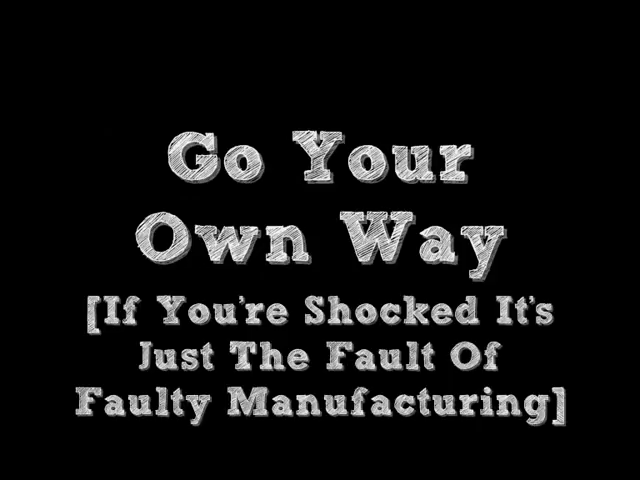 Go Your
Own Way
[If You're Shocked It's
Just The Fault Of
Faulty Manufacturing]